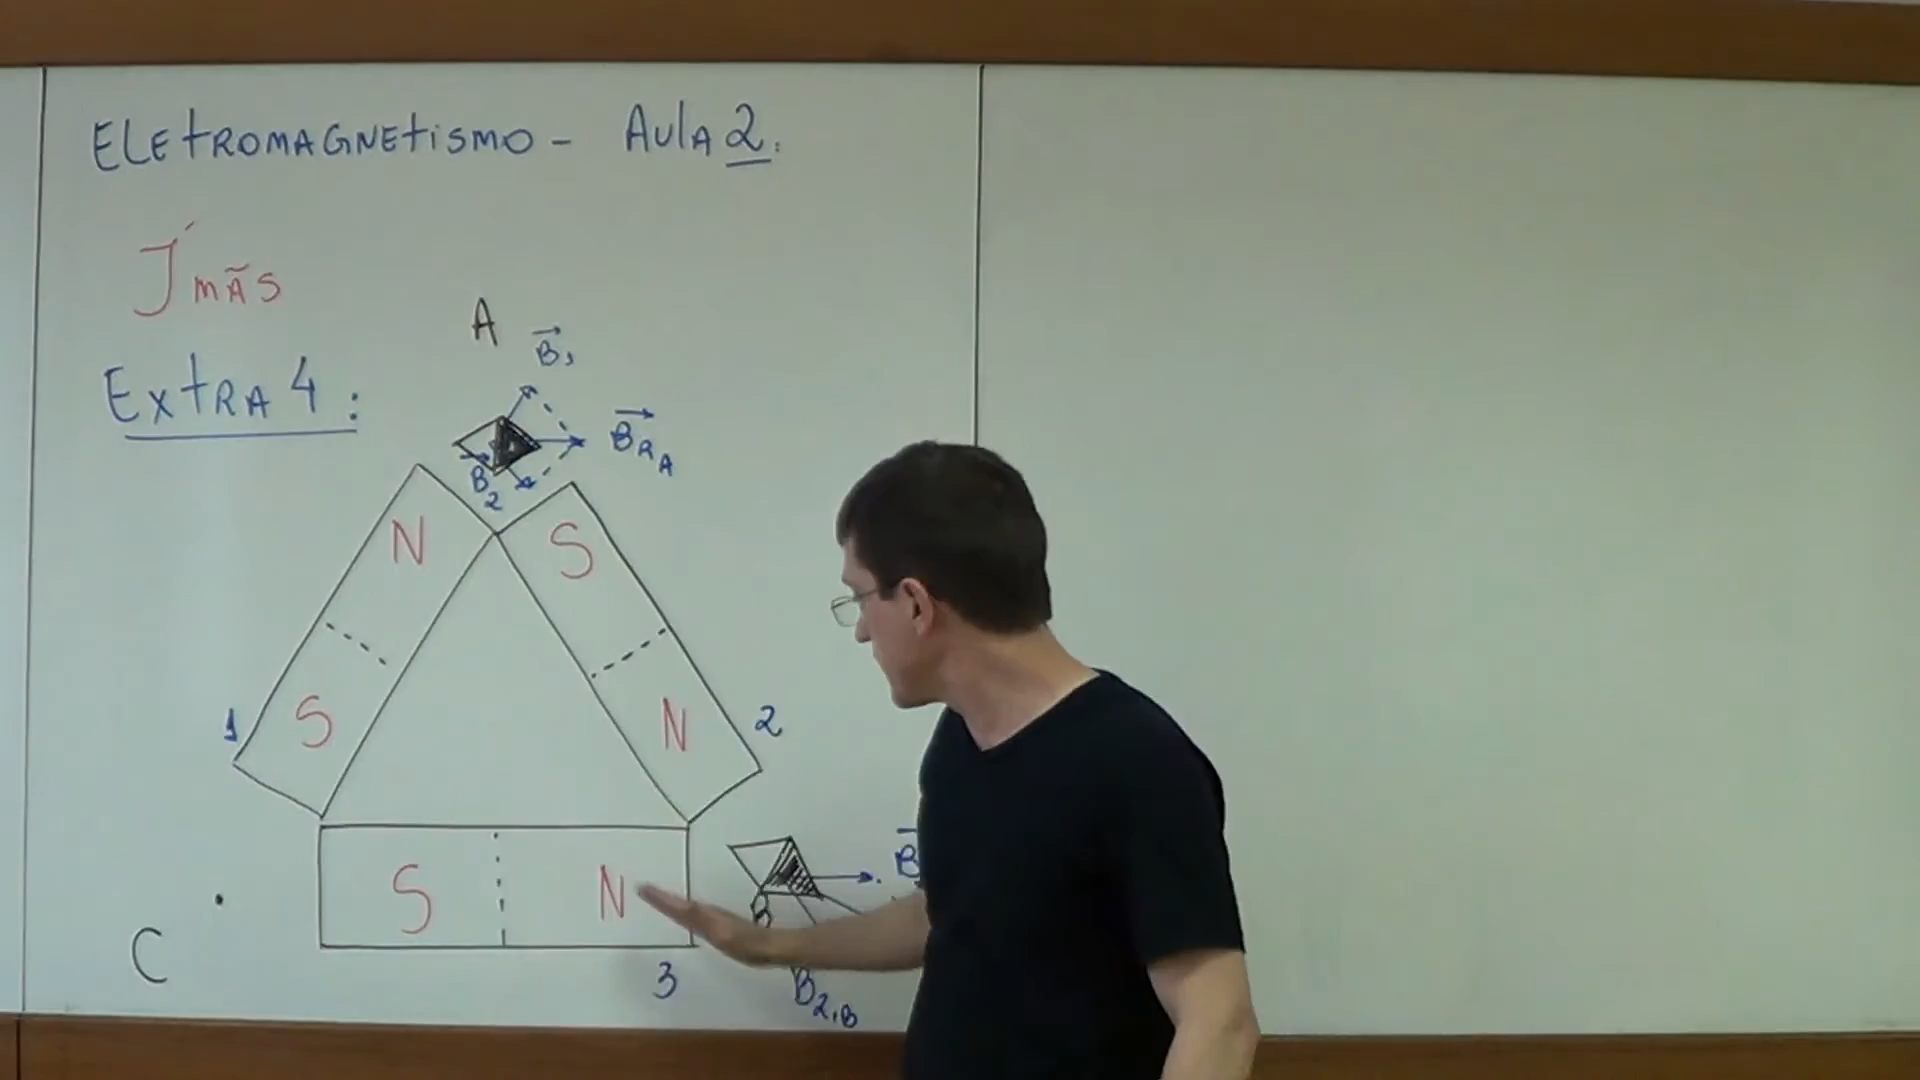 ELEtROMAGNEtismo - AulA 2.
Ímãs
ExtRA 4:
A
B₁
B_RA
B₂
N
S
S
N
1
2
S
N
B
C
3
B₂,B